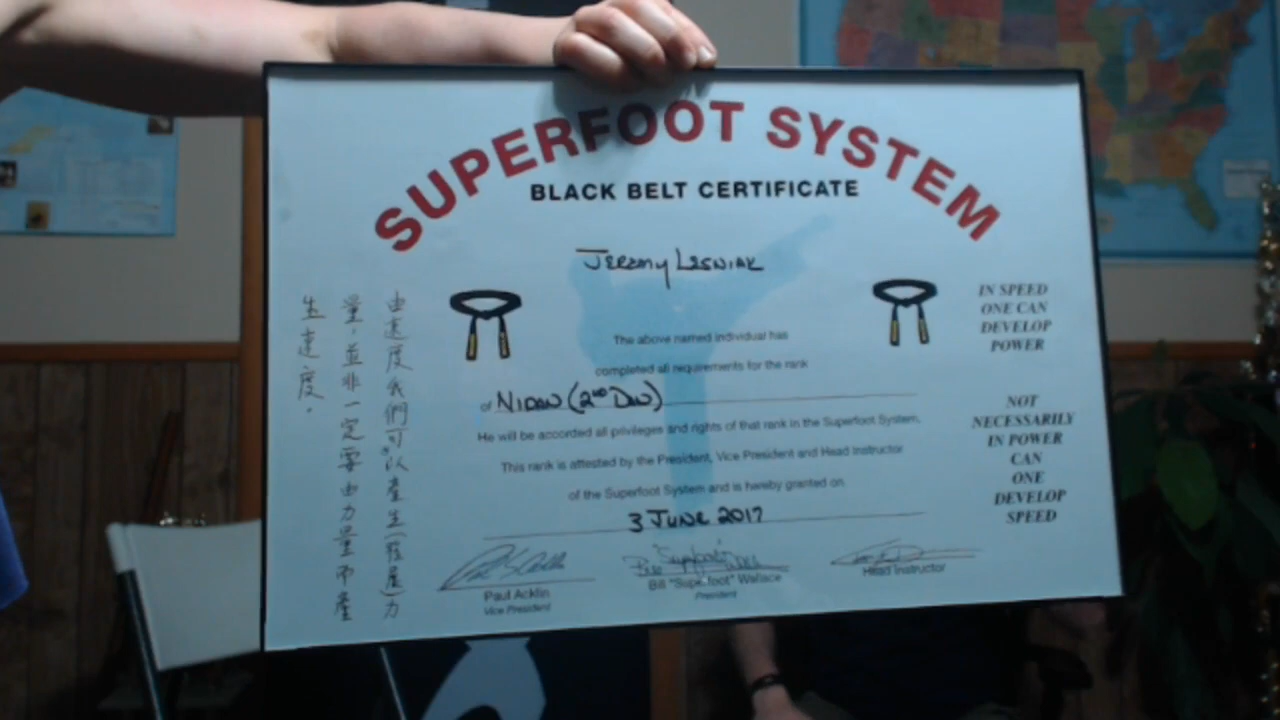 SUPERFOOT SYSTEM
BLACK BELT CERTIFICATE
JEREMY LESNIAK
The above named individual has
completed all requirements for the rank
of NIDAN (2ND DAN)
He will be accorded all privileges and rights of that rank in the Superfoot System.
This rank is attested by the President, Vice President and Head Instructor
of the Superfoot System and is hereby granted on
3 JUNE 2017
Paul Acklin
Vice President
Bill "Superfoot" Wallace
President
Head Instructor
IN SPEED
ONE CAN
DEVELOP
POWER
NOT
NECESSARILY
IN POWER
CAN
ONE
DEVELOP
SPEED
由速度我們可以產生(發展)力
量,並非一定要由力量而產
生速度。